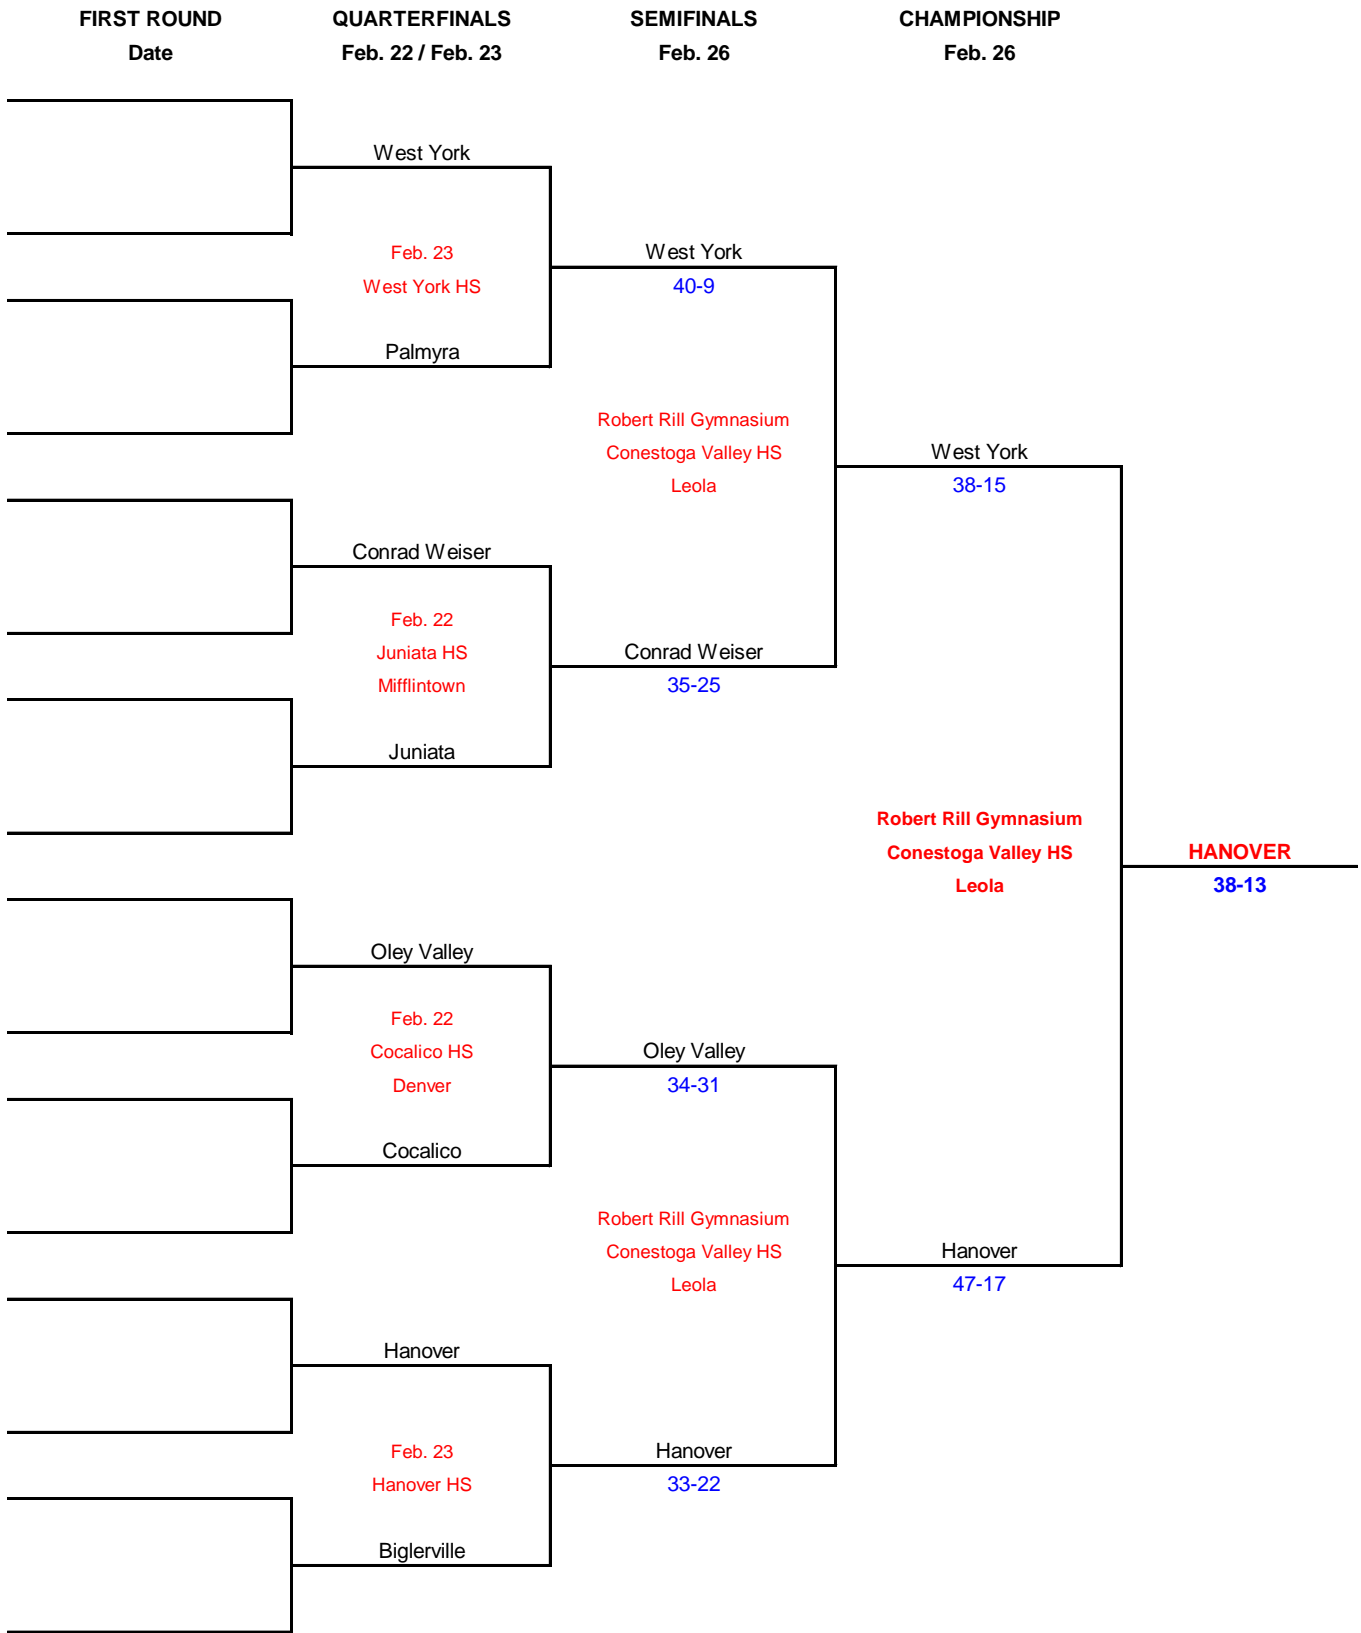 FIRST ROUND
Date
QUARTERFINALS
Feb. 22 / Feb. 23
SEMIFINALS
Feb. 26
CHAMPIONSHIP
Feb. 26
West York
Feb. 23
West York HS
Palmyra
Conrad Weiser
Feb. 22
Juniata HS
Mifflintown
Juniata
Oley Valley
Feb. 22
Cocalico HS
Denver
Cocalico
Hanover
Feb. 23
Hanover HS
Biglerville
West York
40-9
Robert Rill Gymnasium
Conestoga Valley HS
Leola
Conrad Weiser
35-25
Oley Valley
34-31
Robert Rill Gymnasium
Conestoga Valley HS
Leola
Hanover
33-22
West York
38-15
Robert Rill Gymnasium
Conestoga Valley HS
Leola
Hanover
47-17
HANOVER
38-13